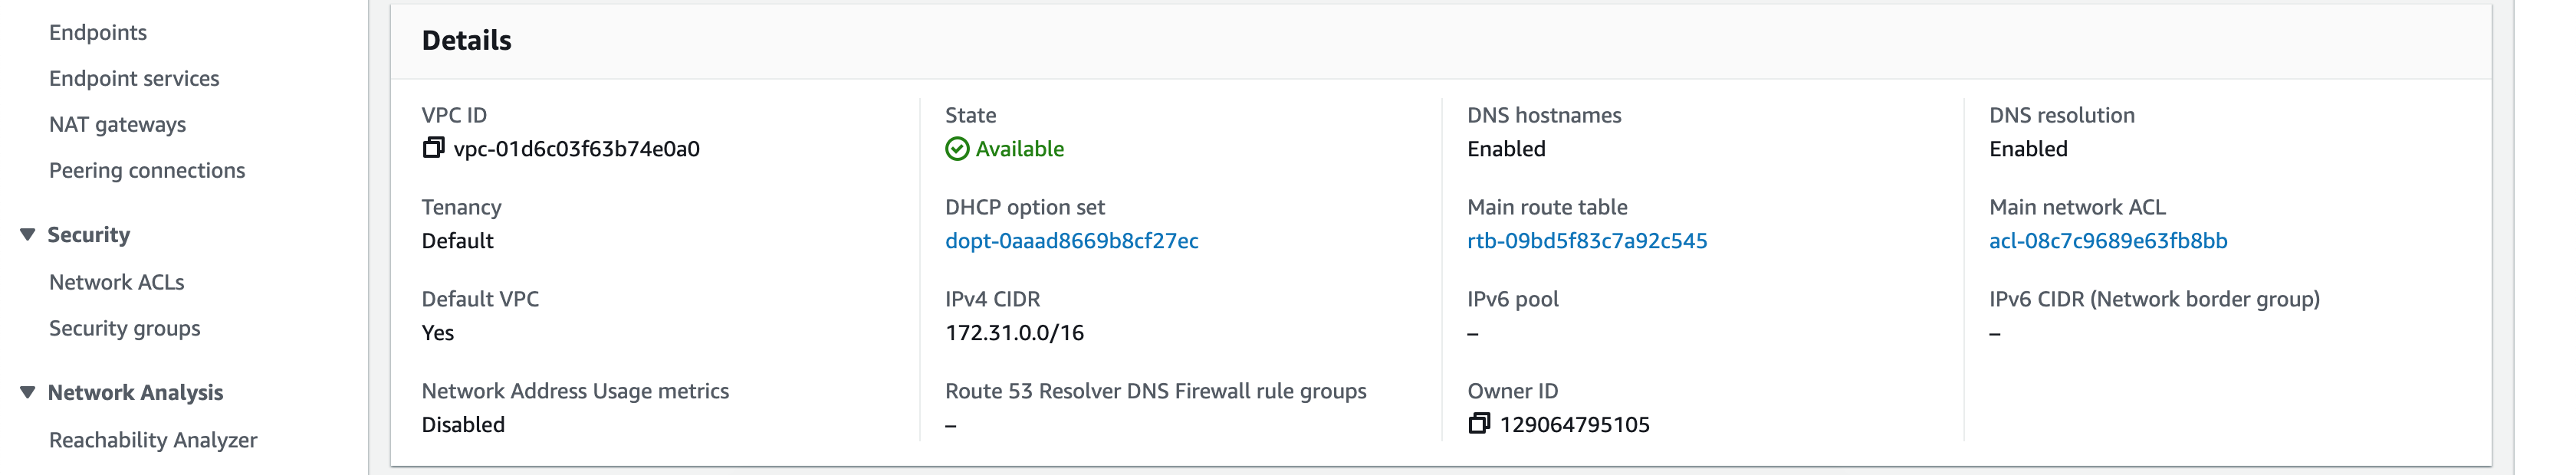 Endpoints
Endpoint services
NAT gateways
Peering connections
Security
Network ACLs
Security groups
Network Analysis
Reachability Analyzer
Details
VPC ID
vpc-01d6c03f63b74e0a0
State
Available
DNS hostnames
Enabled
DNS resolution
Enabled
Tenancy
Default
DHCP option set
dopt-0aaad8669b8cf27ec
Main route table
rtb-09bd5f83c7a92c545
Main network ACL
acl-08c7c9689e63fb8bb
Default VPC
Yes
IPv4 CIDR
172.31.0.0/16
IPv6 pool
–
IPv6 CIDR (Network border group)
–
Network Address Usage metrics
Disabled
Route 53 Resolver DNS Firewall rule groups
–
Owner ID
129064795105